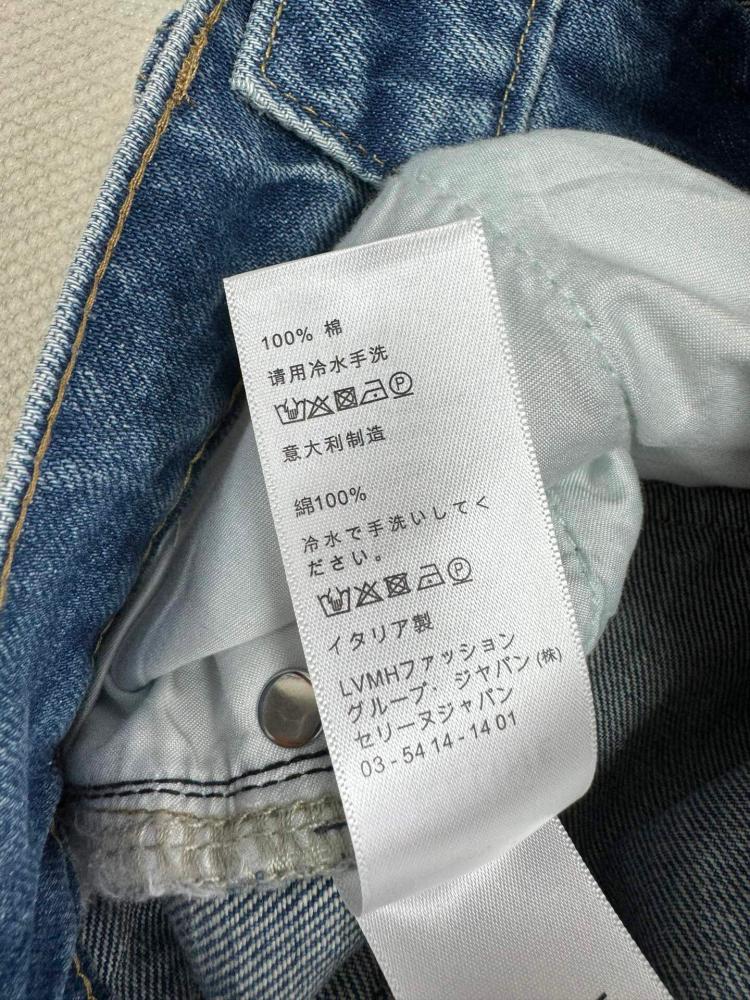 100% 棉
请用冷水手洗
P
意大利制造
綿100%
冷水で手洗いしてく
ださい。
P
イタリア製
LVMHファッション
グループ・ジャパン(株)
セリーヌジャパン
03-5414-1401